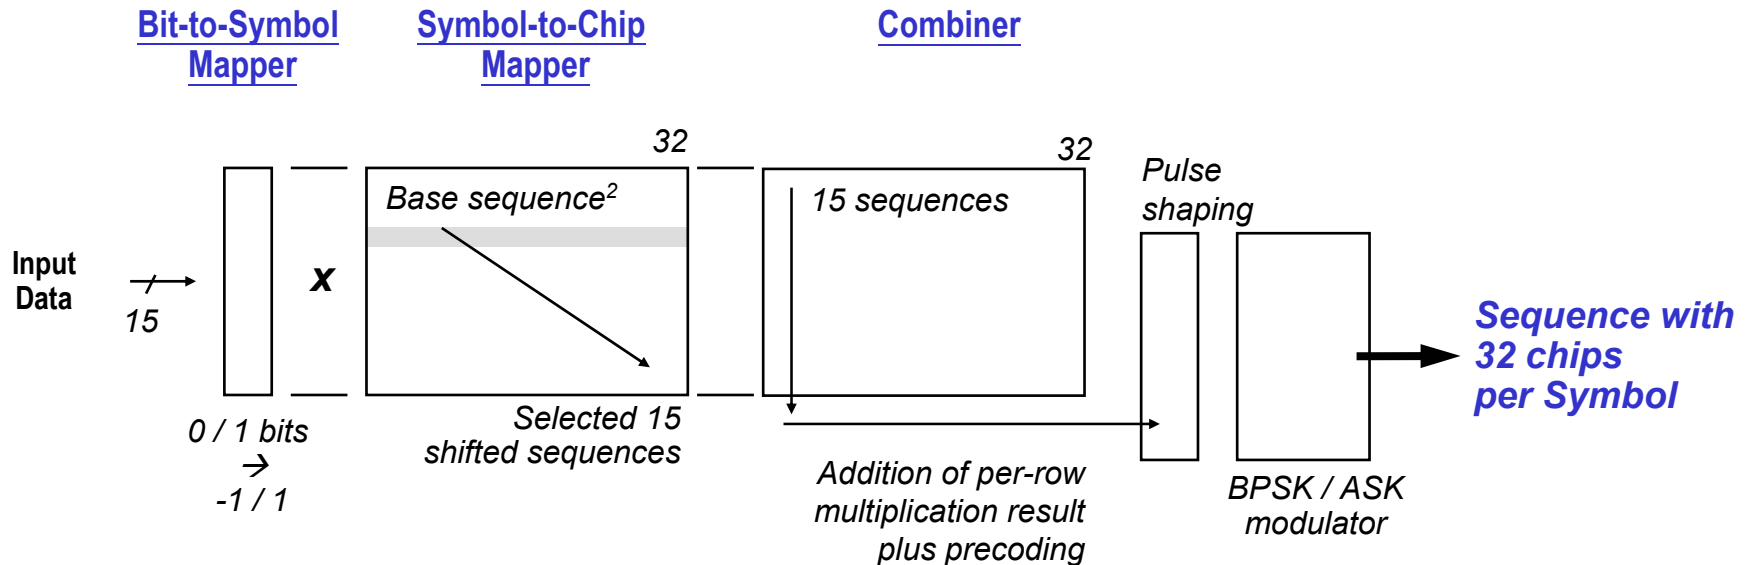 Bit-to-Symbol
Mapper
Symbol-to-Chip
Mapper
Combiner
32
32
Base sequence²
15 sequences
Pulse
shaping
Input
Data
15
x
0 / 1 bits
→
-1 / 1
Selected 15
shifted sequences
Addition of per-row
multiplication result
plus precoding
BPSK / ASK
modulator
Sequence with
32 chips
per Symbol